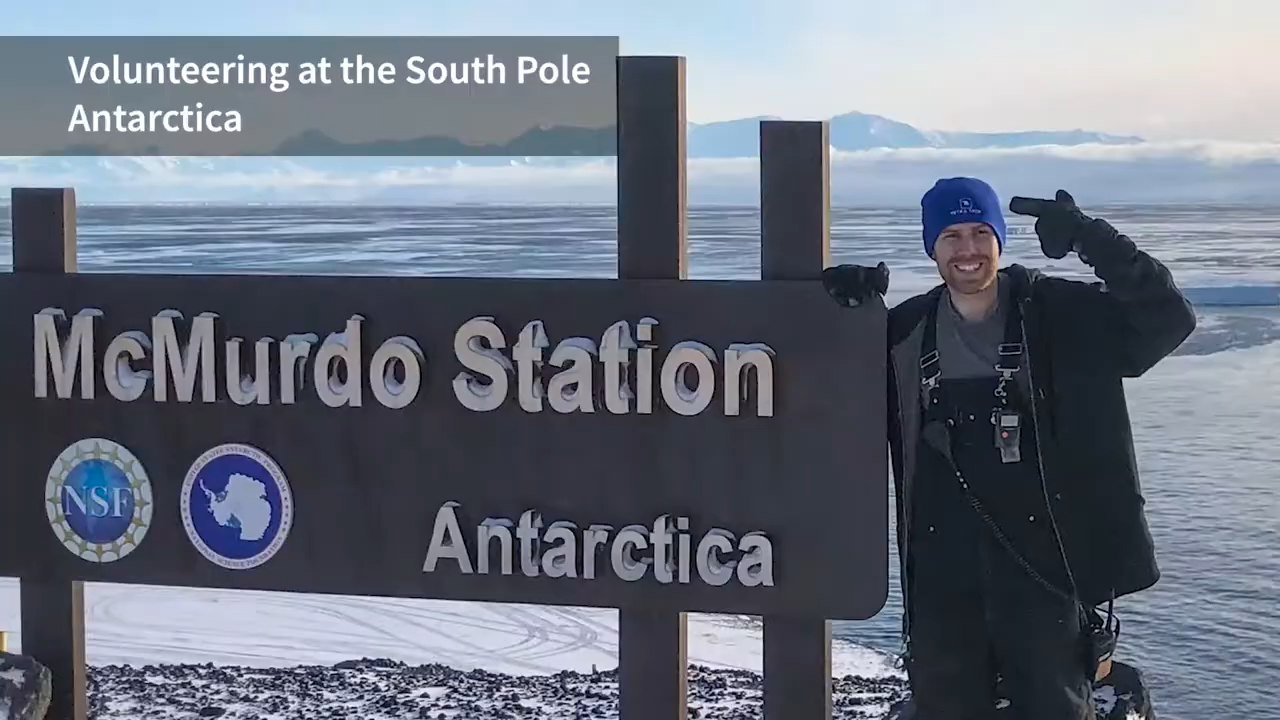 Volunteering at the South Pole
Antarctica
McMurdo Station
NSF
Antarctica